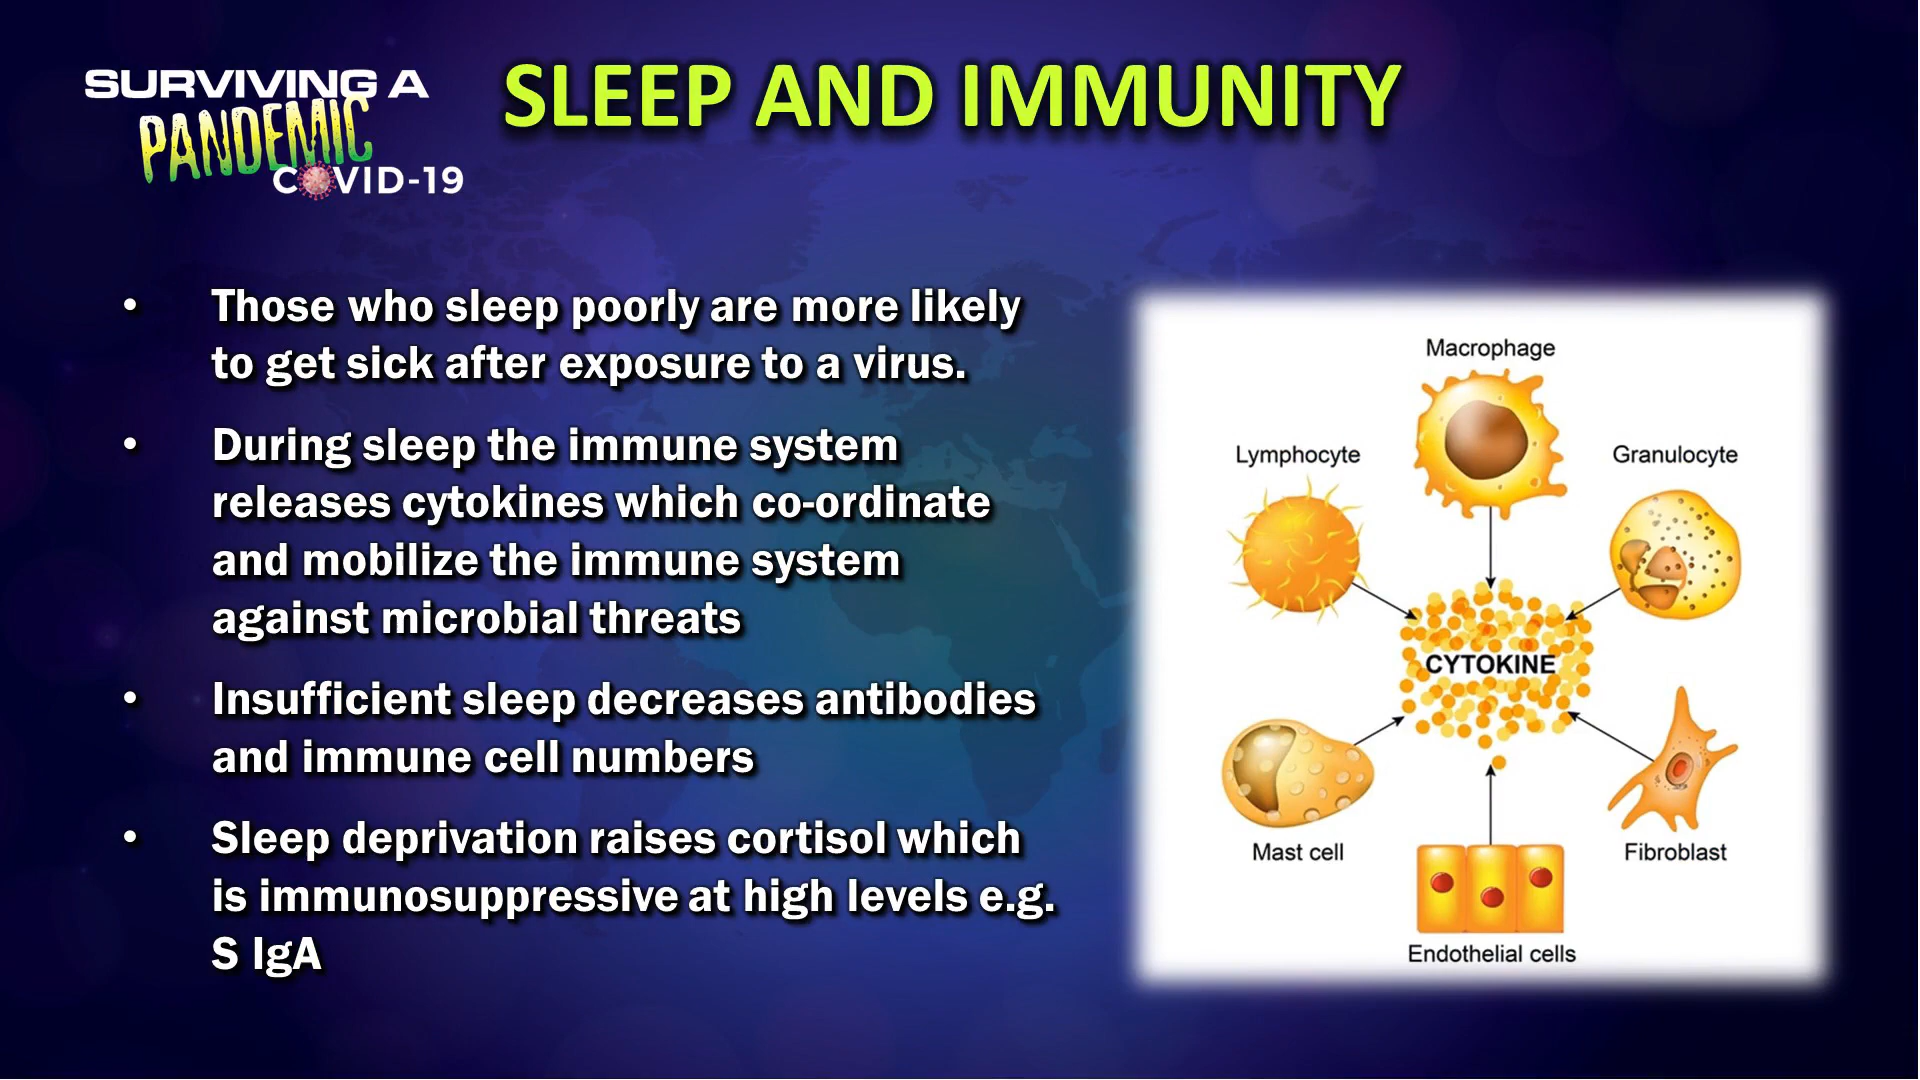 SURVIVING A
PANDEMIC
COVID-19
SLEEP AND IMMUNITY
• Those who sleep poorly are more likely
to get sick after exposure to a virus.
• During sleep the immune system
releases cytokines which co-ordinate
and mobilize the immune system
against microbial threats
• Insufficient sleep decreases antibodies
and immune cell numbers
• Sleep deprivation raises cortisol which
is immunosuppressive at high levels e.g.
S IgA
Macrophage
Lymphocyte
Granulocyte
CYTOKINE
Mast cell
Fibroblast
Endothelial cells